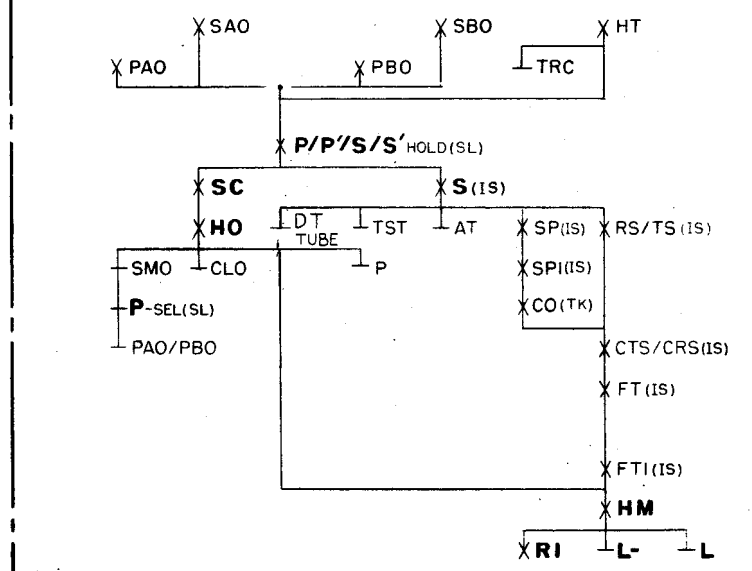 SAO SBO HT
PAO PBO TRC
P/P'/S/S' HOLD(SL)
SC S(IS)
HO DT TUBE TST AT SP(IS) RS/TS(IS)
SMO CLO P SPI(IS)
P-SEL(SL) CO(TK)
PAO/PBO CTS/CRS(IS)
FT(IS)
FTI(IS)
HM
RI L- L